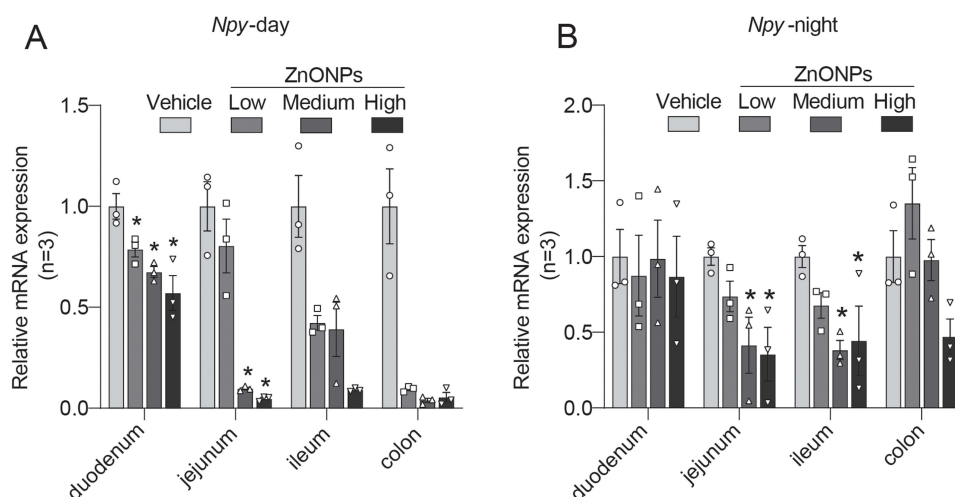 A
Npy-day
ZnONPs
Vehicle Low Medium High
Relative mRNA expression
(n=3)
1.5
1.0
0.5
0.0
* * *
* *
duodenum
jejunum
ileum
colon
B
Npy-night
ZnONPs
Vehicle Low Medium High
Relative mRNA expression
(n=3)
2.0
1.5
1.0
0.5
0.0
* *
* *
duodenum
jejunum
ileum
colon